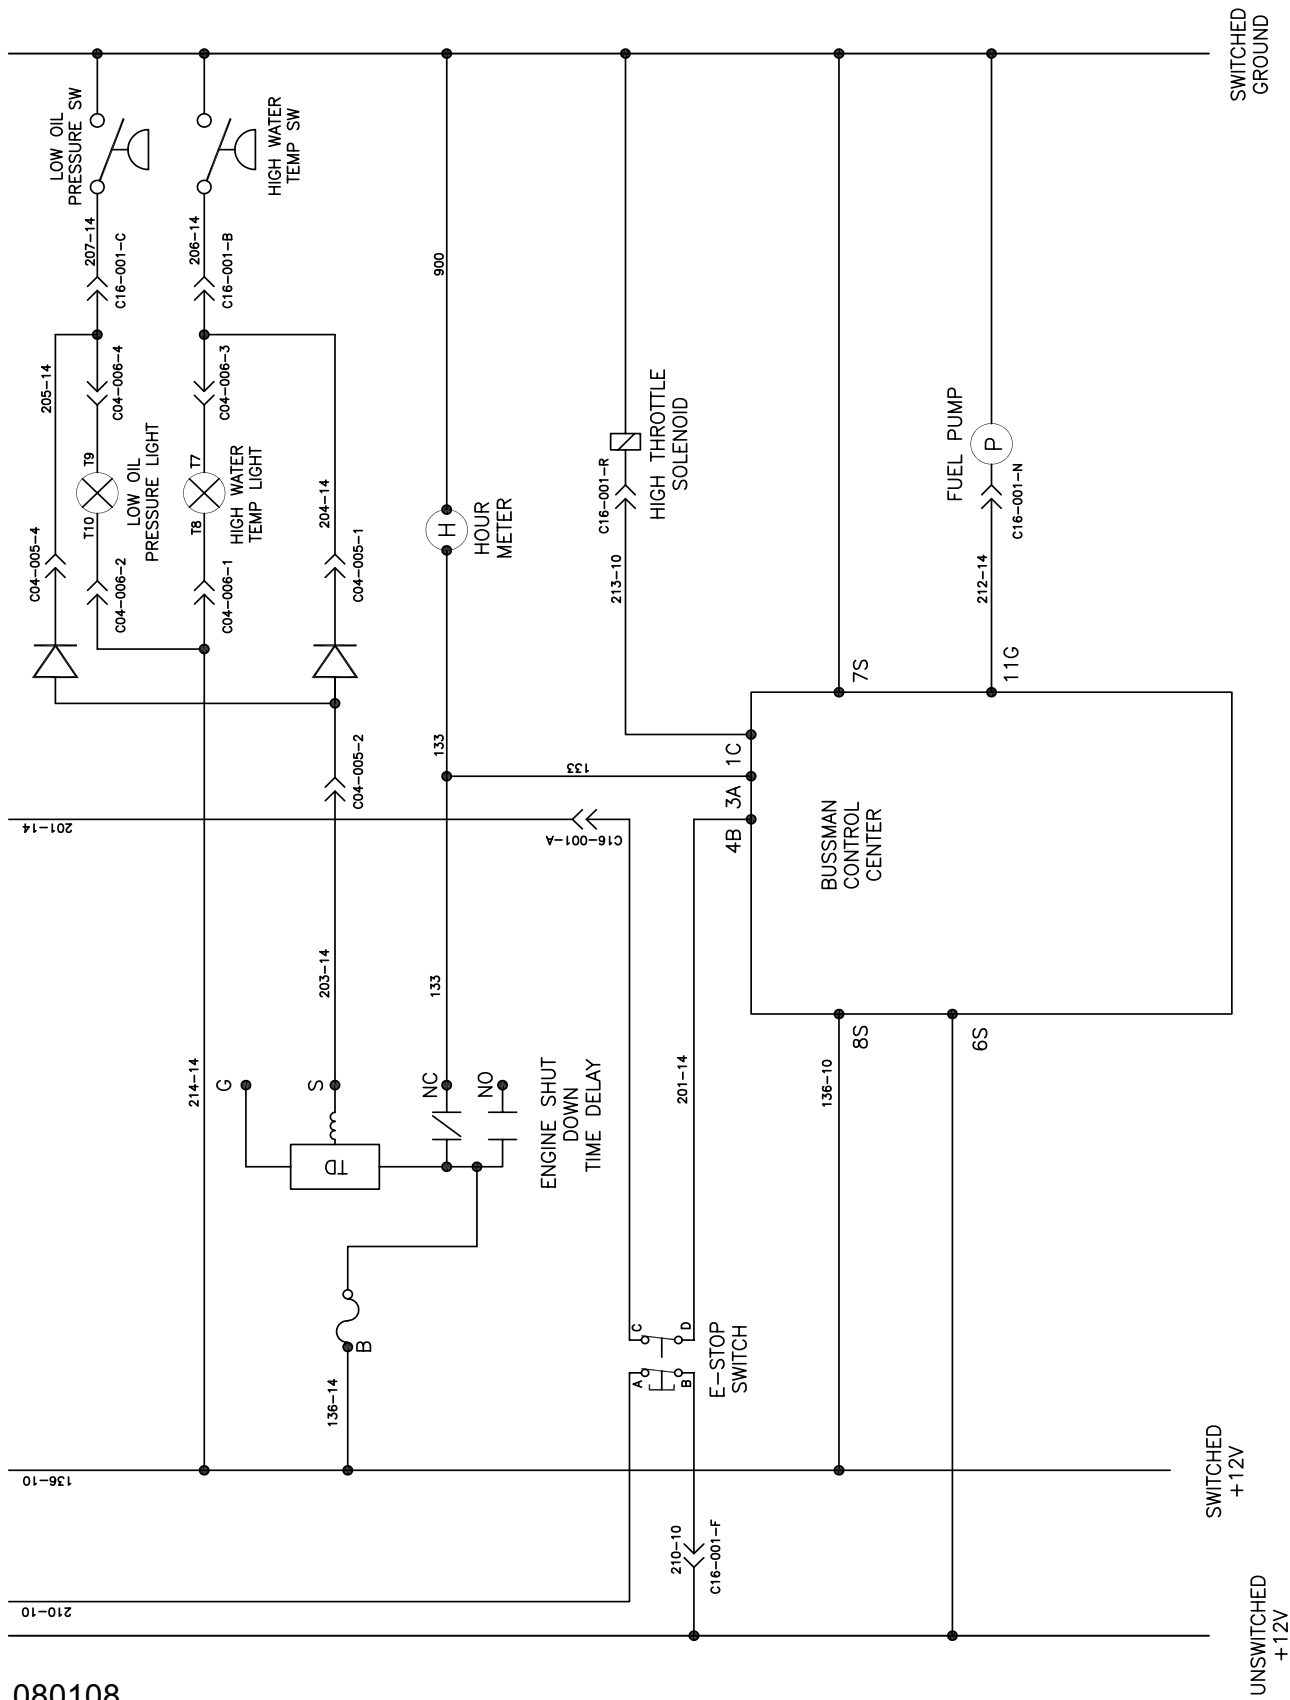 SWITCHED
GROUND
LOW OIL
PRESSURE SW
HIGH WATER
TEMP SW
207-14
C16-001-C
206-14
C16-001-B
900
205-14
C04-006-4
C04-006-3
T9
T10
LOW OIL
PRESSURE LIGHT
T7
T8
HIGH WATER
TEMP LIGHT
204-14
C04-005-4
C04-006-2
C04-006-1
C04-005-1
H
HOUR
METER
C16-001-R
HIGH THROTTLE
SOLENOID
213-10
FUEL PUMP
P
C16-001-N
212-14
7S
11G
133
133
1C
3A
4B
C04-005-2
201-14
C16-001-A
BUSSMAN
CONTROL
CENTER
203-14
133
214-14
G
S
NC
NO
TD
ENGINE SHUT
DOWN
TIME DELAY
201-14
136-10
8S
6S
B
136-14
C
D
A
B
E-STOP
SWITCH
136-10
SWITCHED
+12V
210-10
C16-001-F
210-10
UNSWITCHED
+12V
080108